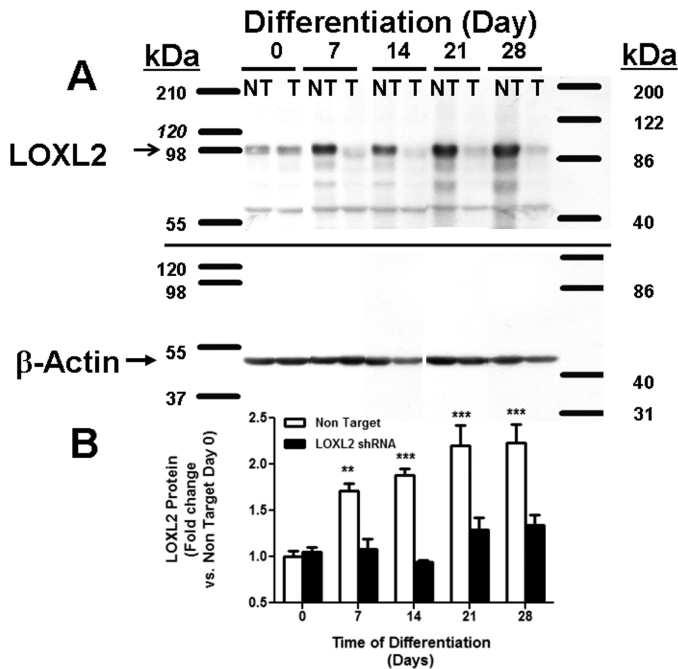 Differentiation (Day)
kDa 0 7 14 21 28 kDa
A
NT T NT T NT T NT T NT T
210 200
120 122
LOXL2 98 86
55 40
120
98 86
β-Actin 55
40
37 31
B
2.5
2.0
1.5
1.0
0.5
LOXL2 Protein
(Fold change
vs. Non Target Day 0)
Non Target
LOXL2 shRNA
** *** *** ***
0 7 14 21 28
Time of Differentiation
(Days)